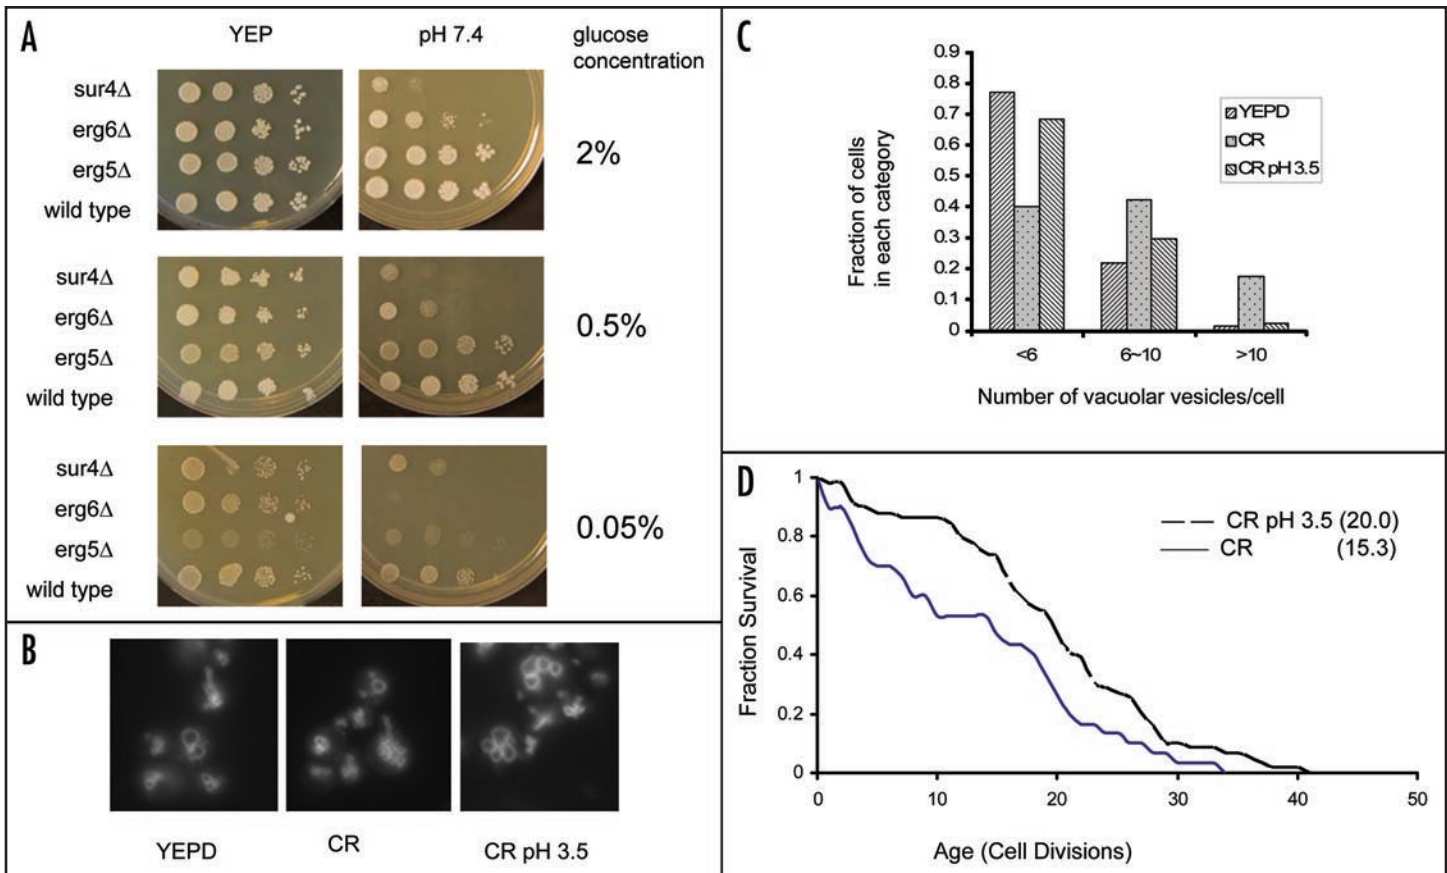 A
YEP
pH 7.4
glucose
concentration
sur4Δ
erg6Δ
erg5Δ
wild type
2%
sur4Δ
erg6Δ
erg5Δ
wild type
0.5%
sur4Δ
erg6Δ
erg5Δ
wild type
0.05%
B
YEPD
CR
CR pH 3.5
C
Fraction of cells
in each category
0.9
0.8
0.7
0.6
0.5
0.4
0.3
0.2
0.1
0
YEPD
CR
CR pH 3.5
<6
6~10
>10
Number of vacuolar vesicles/cell
D
Fraction Survival
1
0.8
0.6
0.4
0.2
0
CR pH 3.5 (20.0)
CR (15.3)
0
10
20
30
40
50
Age (Cell Divisions)